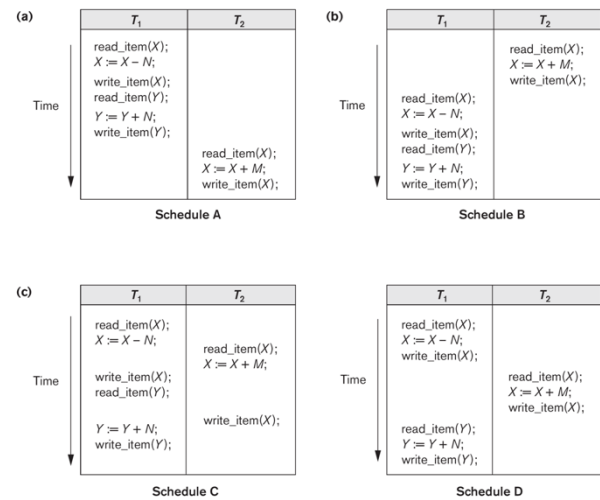 (a)
T₁ T₂
read_item(X);
X := X – N;
write_item(X);
read_item(Y);
Y := Y + N;
write_item(Y);
read_item(X);
X := X + M;
write_item(X);
Time
Schedule A
(b)
T₁ T₂
read_item(X);
X := X + M;
write_item(X);
read_item(X);
X := X – N;
write_item(X);
read_item(Y);
Y := Y + N;
write_item(Y);
Time
Schedule B
(c)
T₁ T₂
read_item(X);
X := X – N;
read_item(X);
X := X + M;
write_item(X);
read_item(Y);
write_item(X);
Y := Y + N;
write_item(Y);
Time
Schedule C
T₁ T₂
read_item(X);
X := X – N;
write_item(X);
read_item(X);
X := X + M;
write_item(X);
read_item(Y);
Y := Y + N;
write_item(Y);
Time
Schedule D